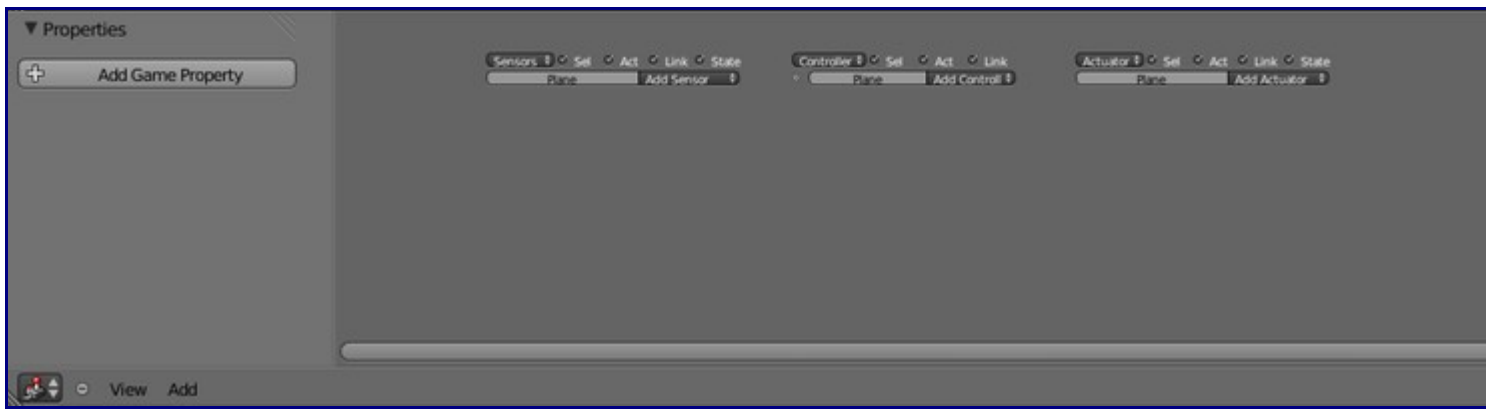 Properties
Add Game Property
Sensors Sel Act Link State
Plane Add Sensor
Controller Sel Act Link
Plane Add Controll
Actuator Sel Act Link State
Plane Add Actuator
View Add